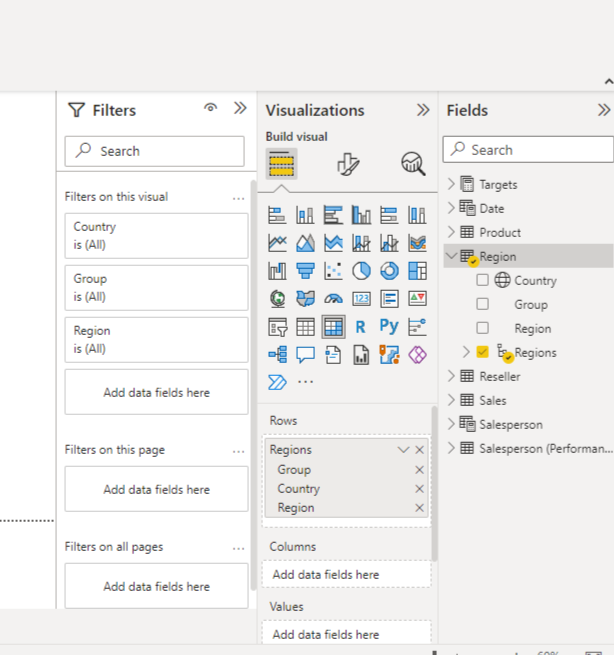 Filters
Search
Filters on this visual
...
Country
is (All)
Group
is (All)
Region
is (All)
Add data fields here
Filters on this page
...
Add data fields here
Filters on all pages
...
Add data fields here
Visualizations
Build visual
123
R
Py
...
Rows
Regions
Group
Country
Region
Columns
Add data fields here
Values
Add data fields here
Fields
Search
Targets
Date
Product
Region
Country
Group
Region
Regions
Reseller
Sales
Salesperson
Salesperson (Performan...